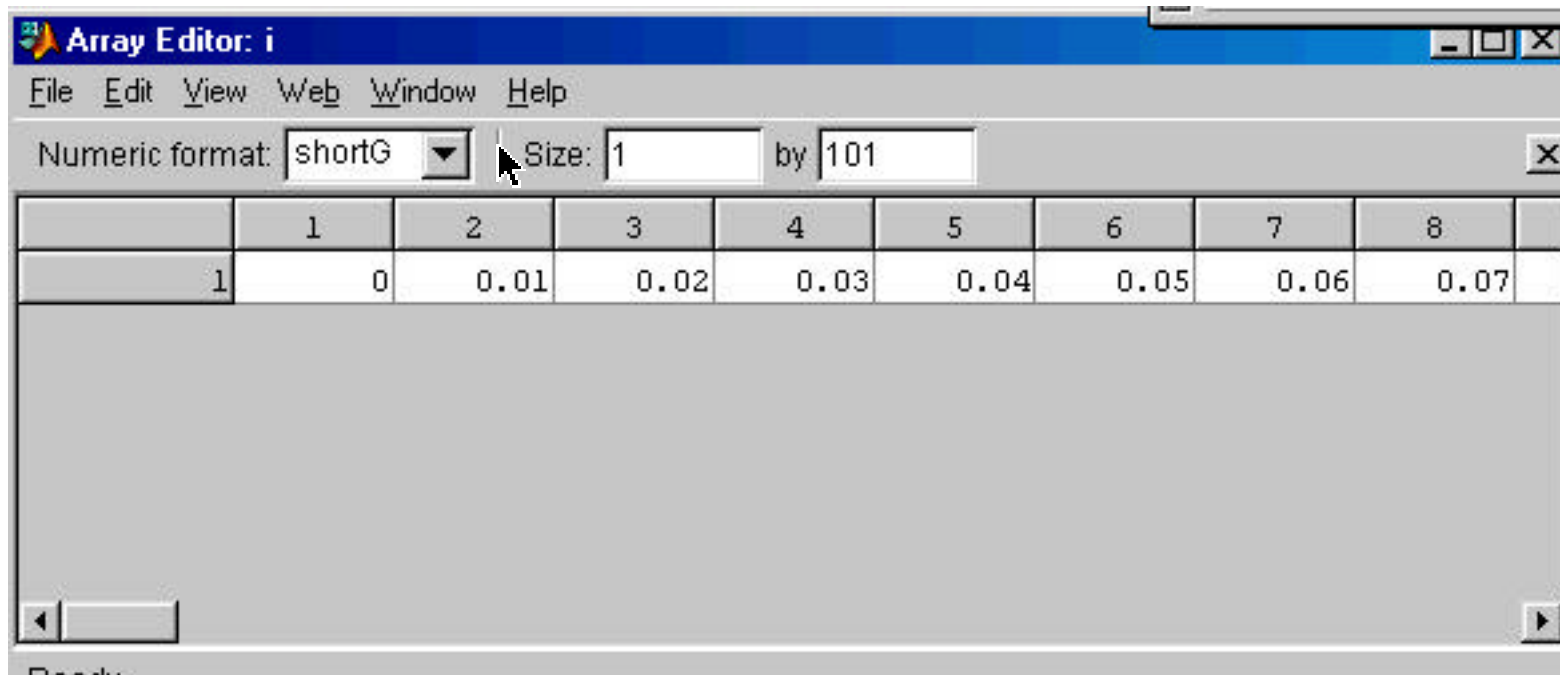 Array Editor: i
File Edit View Web Window Help
Numeric format: shortG Size: 1 by 101
1 2 3 4 5 6 7 8
1 0 0.01 0.02 0.03 0.04 0.05 0.06 0.07